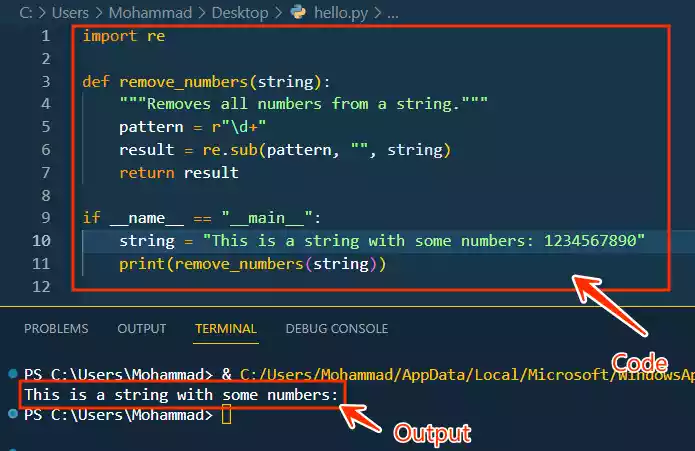 C: > Users > Mohammad > Desktop > hello.py > ...
1 import re
2
3 def remove_numbers(string):
4     """Removes all numbers from a string."""
5     pattern = r"\d+"
6     result = re.sub(pattern, "", string)
7     return result
8
9 if __name__ == "__main__":
10     string = "This is a string with some numbers: 1234567890"
11     print(remove_numbers(string))
12
Code
PROBLEMS OUTPUT TERMINAL DEBUG CONSOLE
PS C:\Users\Mohammad> & C:/Users/Mohammad/AppData/Local/Microsoft/WindowsAp
This is a string with some numbers:
PS C:\Users\Mohammad>
Output